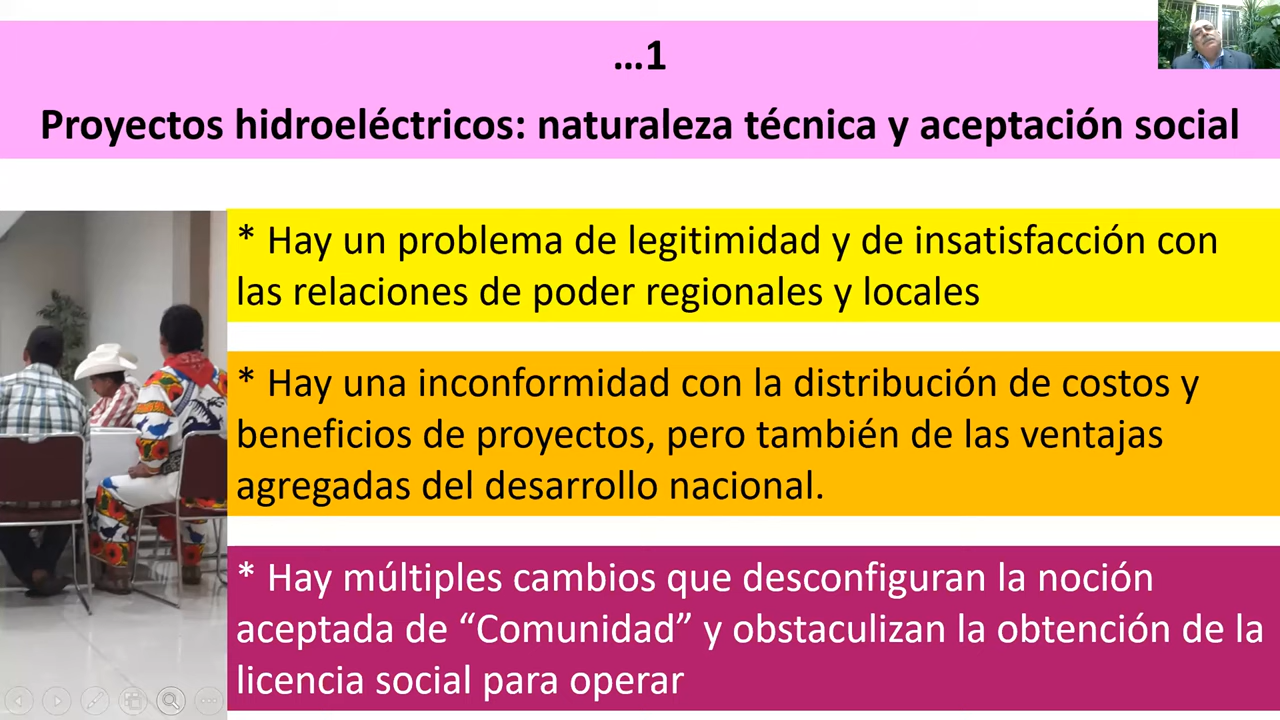 ...1
Proyectos hidroeléctricos: naturaleza técnica y aceptación social
* Hay un problema de legitimidad y de insatisfacción con
las relaciones de poder regionales y locales
* Hay una inconformidad con la distribución de costos y
beneficios de proyectos, pero también de las ventajas
agregadas del desarrollo nacional.
* Hay múltiples cambios que desconfiguran la noción
aceptada de “Comunidad” y obstaculizan la obtención de la
licencia social para operar